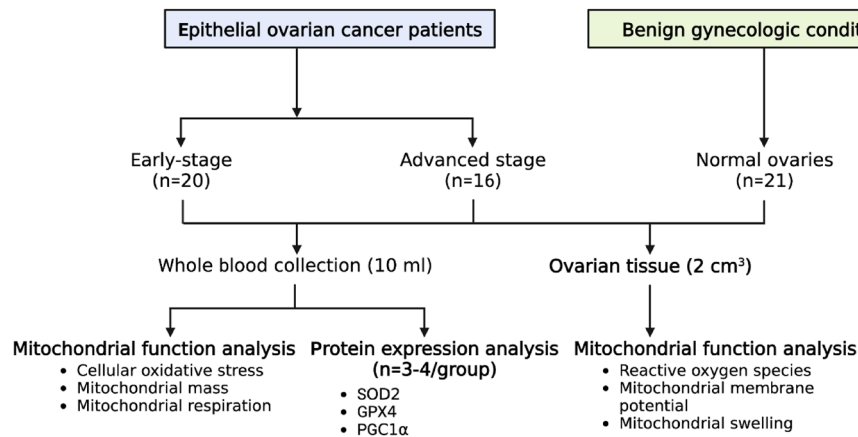 Epithelial ovarian cancer patients
Benign gynecologic
Early-stage
(n=20)
Advanced stage
(n=16)
Normal ovaries
(n=21)
Whole blood collection (10 ml)
Ovarian tissue (2 cm³)
Mitochondrial function analysis
• Cellular oxidative stress
• Mitochondrial mass
• Mitochondrial respiration
Protein expression analysis
(n=3-4/group)
• SOD2
• GPX4
• PGC1α
Mitochondrial function analysis
• Reactive oxygen species
• Mitochondrial membrane
potential
• Mitochondrial swelling